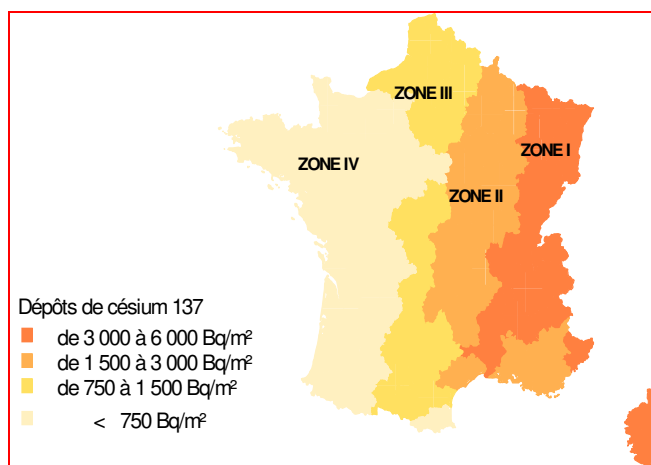 ZONE III
ZONE I
ZONE IV
ZONE II
Dépôts de césium 137
de 3 000 à 6 000 Bq/m²
de 1 500 à 3 000 Bq/m²
de 750 à 1 500 Bq/m²
< 750 Bq/m²